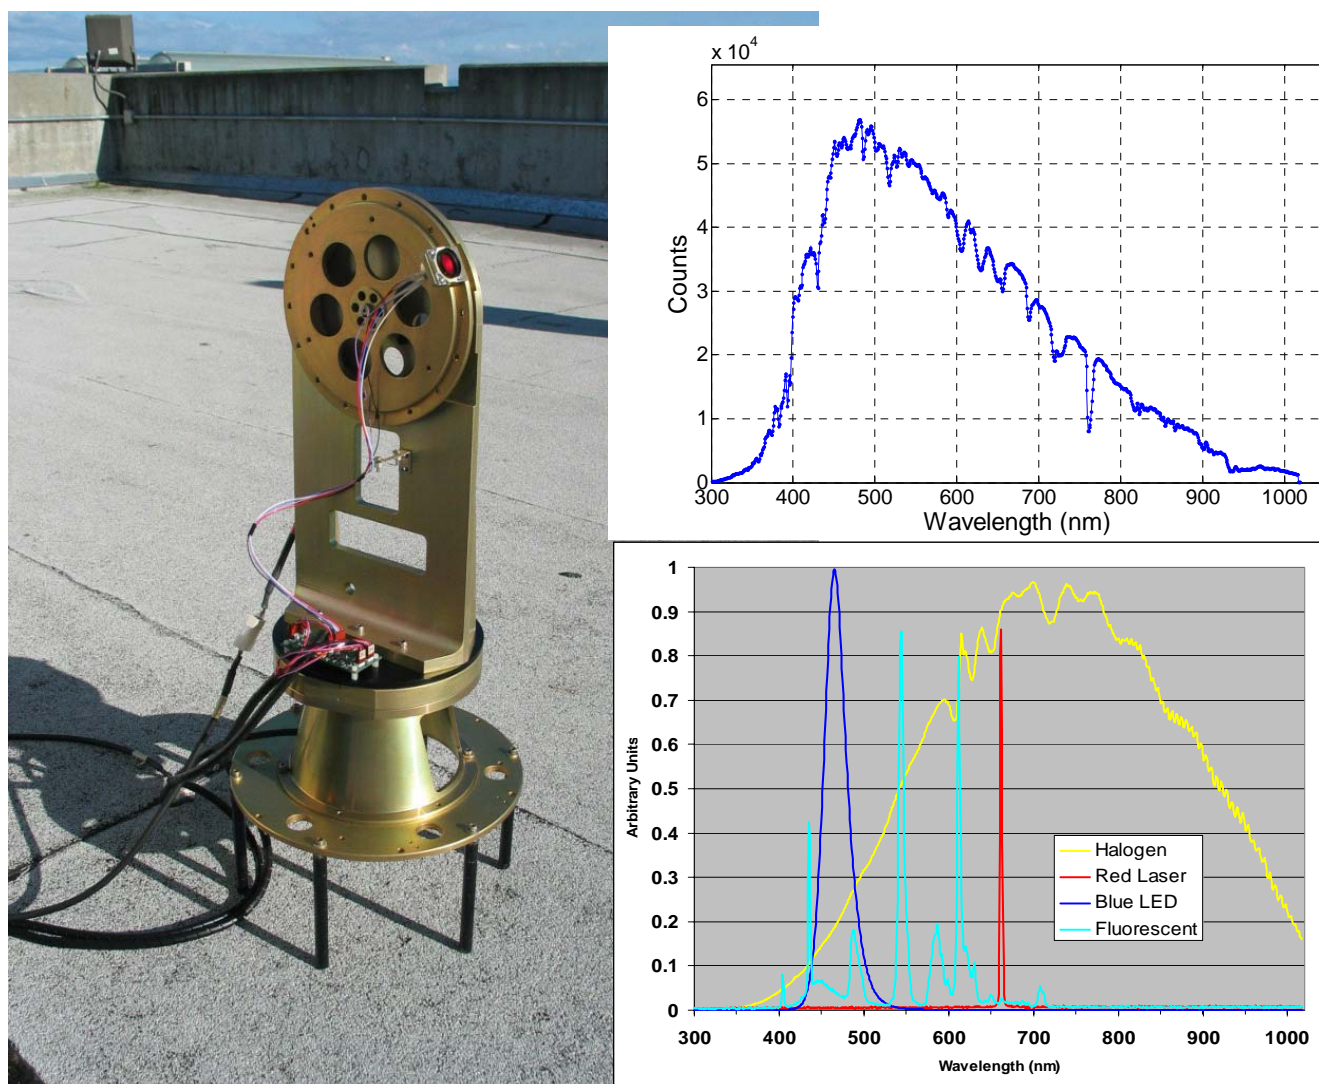 x 10^4
6
5
4
3
2
1
0
Counts
300 400 500 600 700 800 900 1000
Wavelength (nm)
1
0.9
0.8
0.7
0.6
0.5
0.4
0.3
0.2
0.1
0
Arbitrary Units
Halogen
Red Laser
Blue LED
Fluorescent
300 400 500 600 700 800 900 1000
Wavelength (nm)